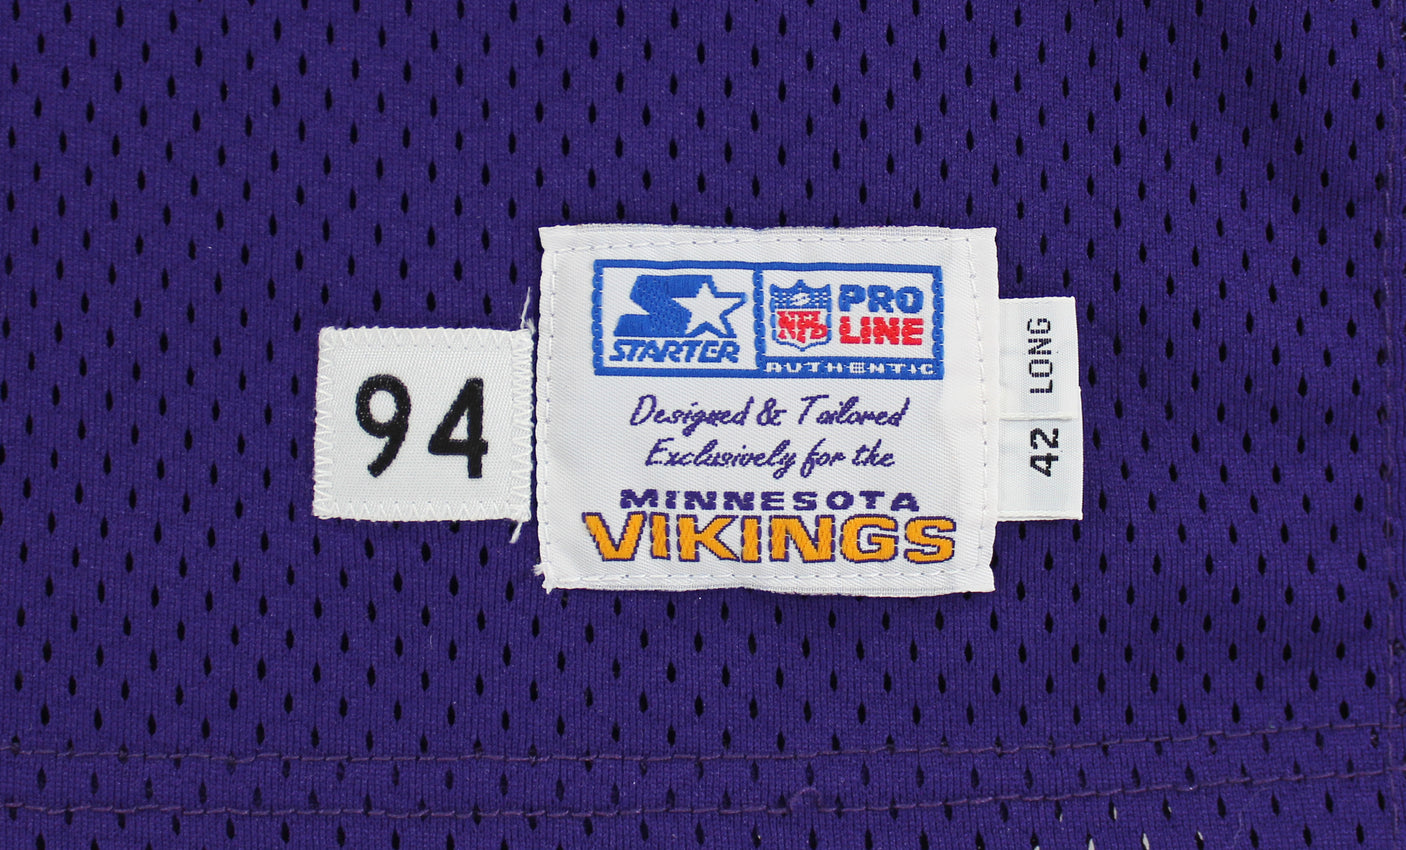 94
STARTER
NFL
PRO
LINE
AUTHENTIC
Designed & Tailored
Exclusively for the
MINNESOTA
VIKINGS
42 LONG